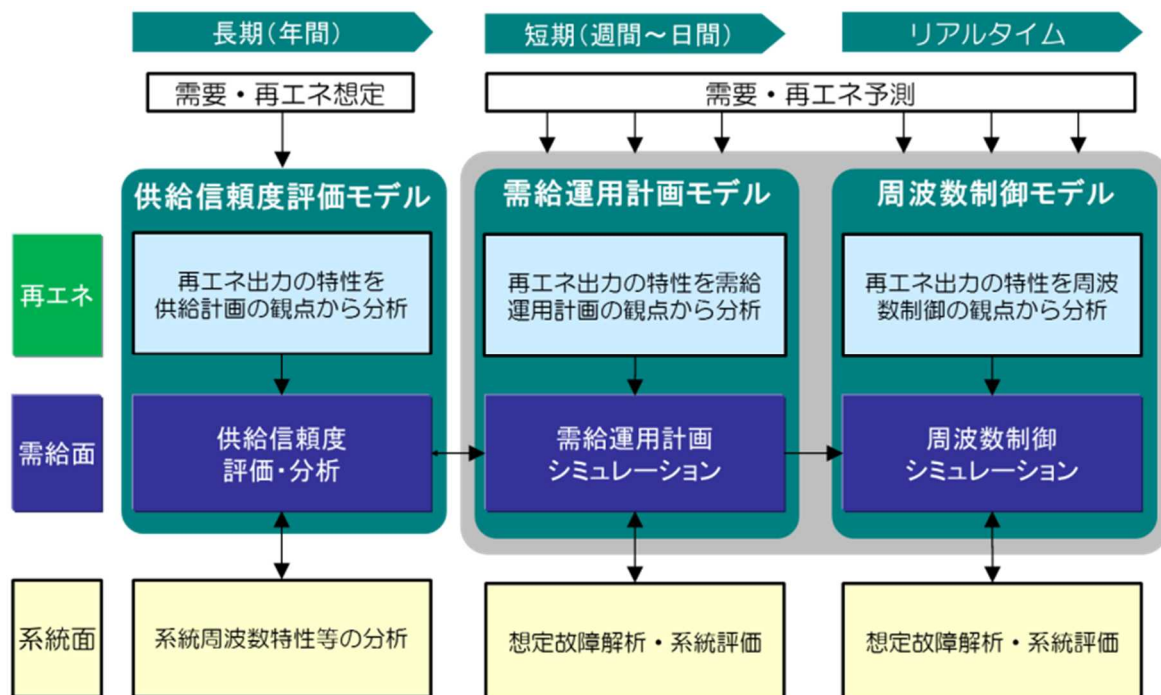 長期(年間)
短期(週間～日間)
リアルタイム
需要・再エネ想定
需要・再エネ予測
供給信頼度評価モデル
需給運用計画モデル
周波数制御モデル
再エネ
再エネ出力の特性を
供給計画の観点から分析
再エネ出力の特性を需給
運用計画の観点から分析
再エネ出力の特性を周波
数制御の観点から分析
需給面
供給信頼度
評価・分析
需給運用計画
シミュレーション
周波数制御
シミュレーション
系統面
系統周波数特性等の分析
想定故障解析・系統評価
想定故障解析・系統評価